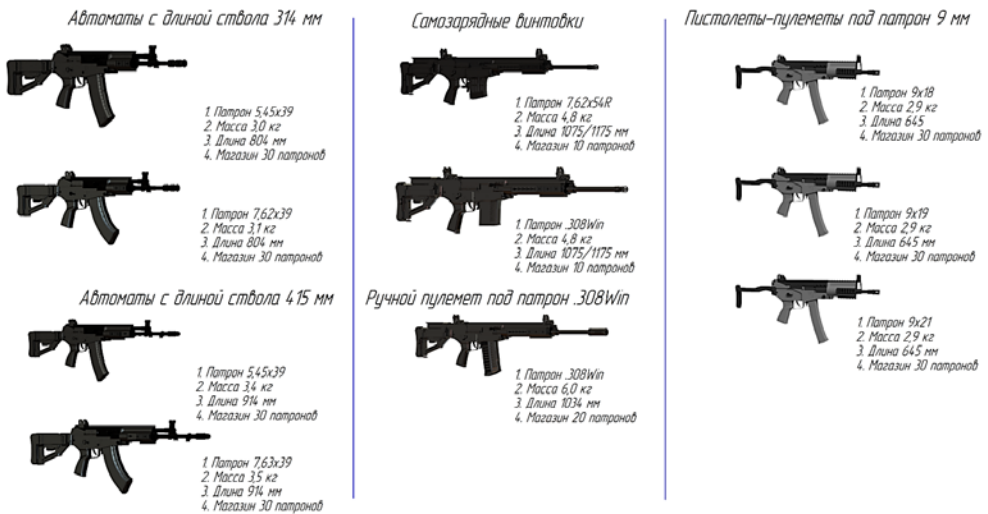 Автоматы с длиной ствола 314 мм
1. Патрон 5,45х39
2. Масса 3,0 кг
3. Длина 804 мм
4. Магазин 30 патронов
1. Патрон 7,62х39
2. Масса 3,1 кг
3. Длина 804 мм
4. Магазин 30 патронов
Автоматы с длиной ствола 415 мм
1. Патрон 5,45х39
2. Масса 3,4 кг
3. Длина 914 мм
4. Магазин 30 патронов
1. Патрон 7,63х39
2. Масса 3,5 кг
3. Длина 914 мм
4. Магазин 30 патронов
Самозарядные винтовки
1. Патрон 7,62х54R
2. Масса 4,8 кг
3. Длина 1075/1175 мм
4. Магазин 10 патронов
1. Патрон .308Win
2. Масса 4,8 кг
3. Длина 1075/1175 мм
4. Магазин 10 патронов
Ручной пулемет под патрон .308Win
1. Патрон .308Win
2. Масса 6,0 кг
3. Длина 1034 мм
4. Магазин 20 патронов
Пистолеты-пулеметы под патрон 9 мм
1. Патрон 9х18
2. Масса 2,9 кг
3. Длина 645
4. Магазин 30 патронов
1. Патрон 9х19
2. Масса 2,9 кг
3. Длина 645 мм
4. Магазин 30 патронов
1. Патрон 9х21
2. Масса 2,9 кг
3. Длина 645 мм
4. Магазин 30 патронов